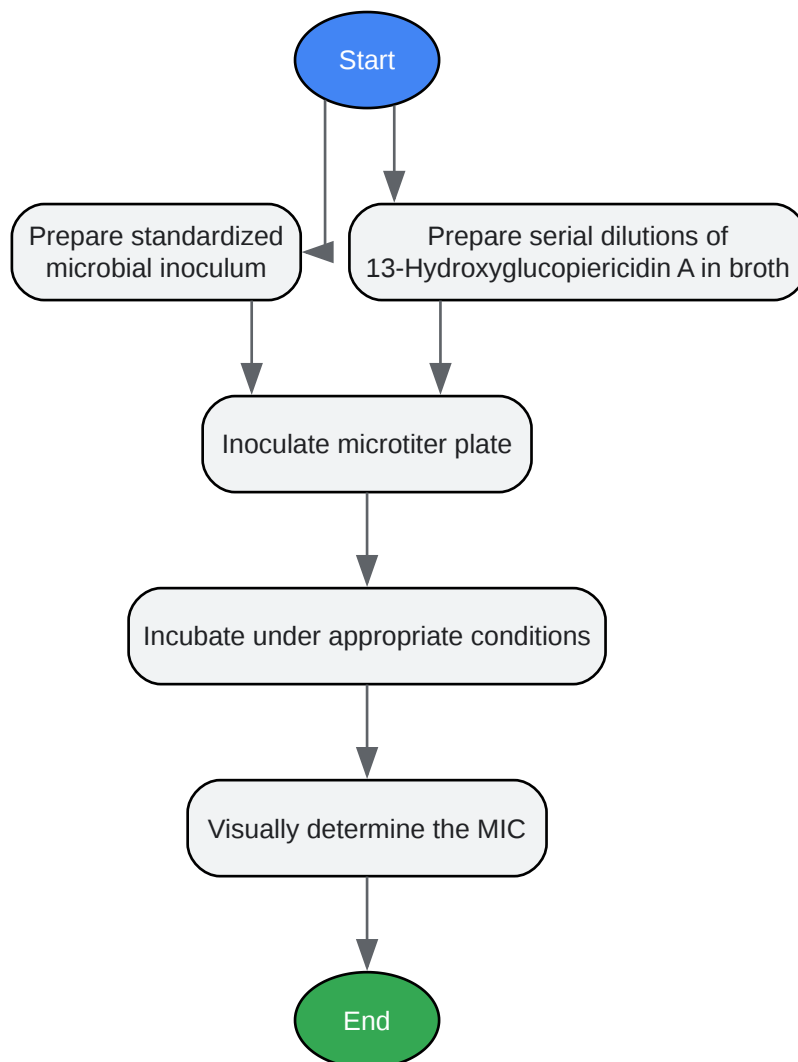 Start
Prepare standardized
microbial inoculum
Prepare serial dilutions of
13-Hydroxyglucopiericidin A in broth
Inoculate microtiter plate
Incubate under appropriate conditions
Visually determine the MIC
End